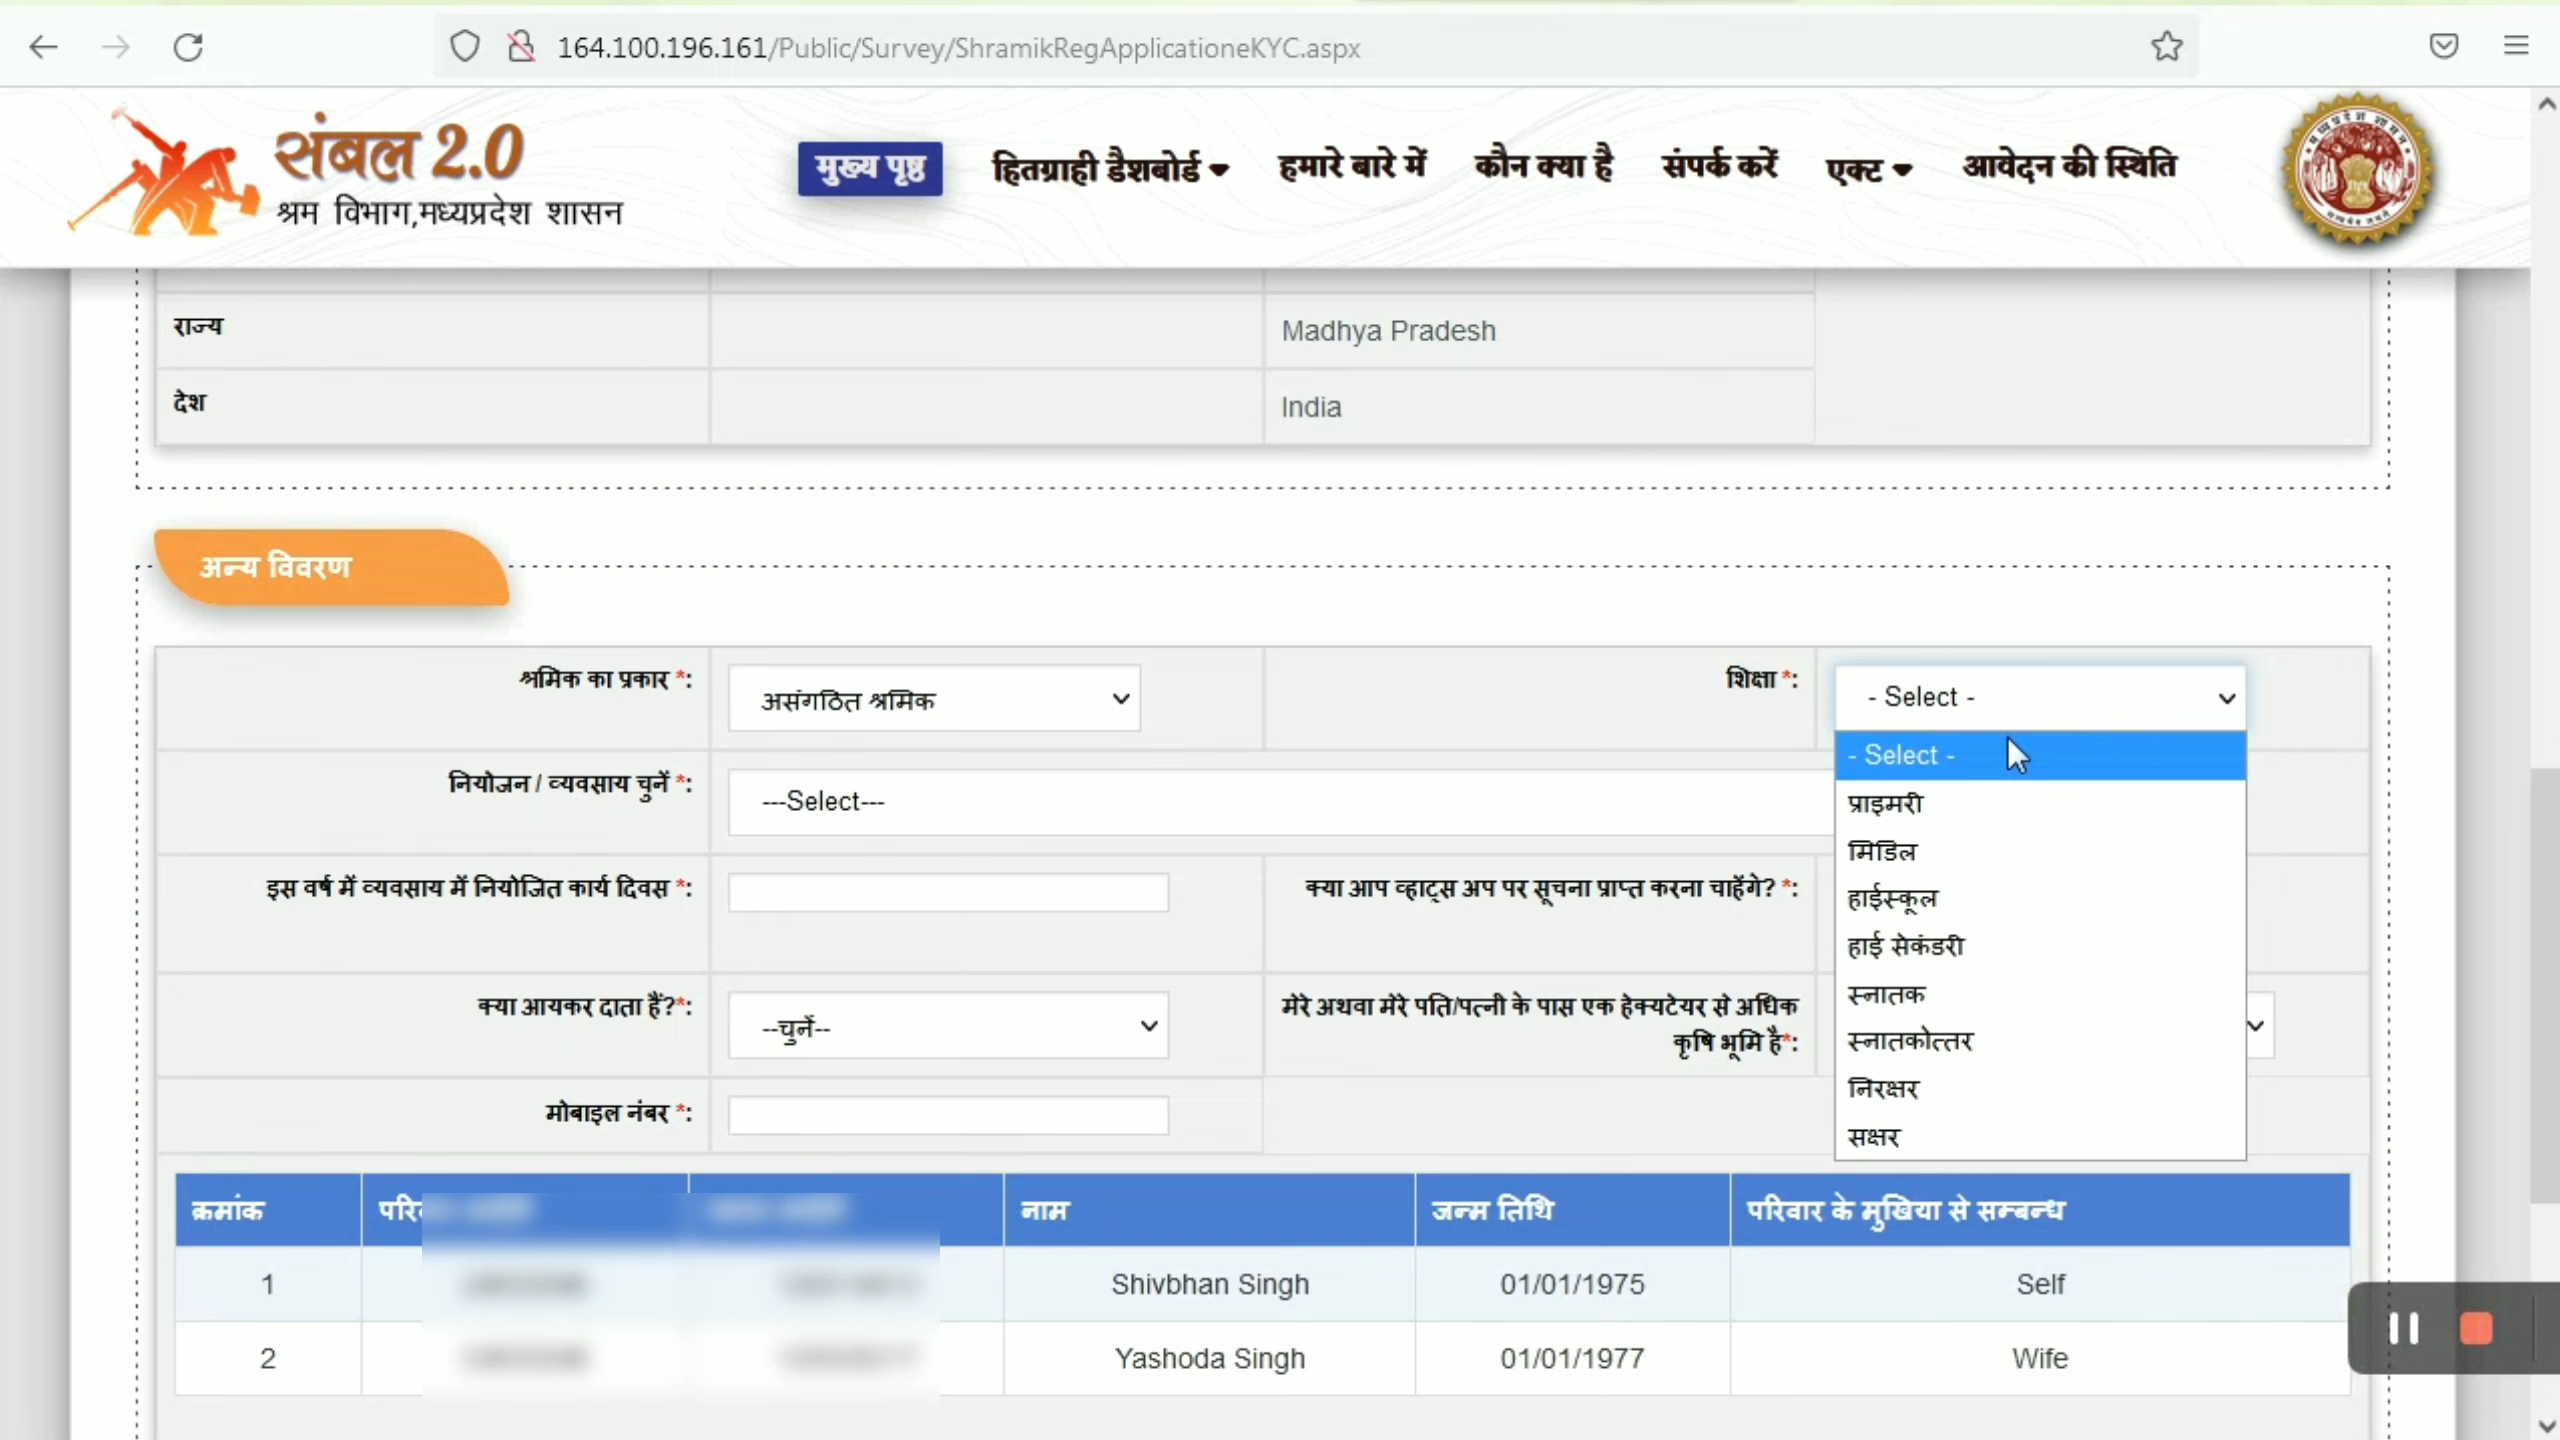 164.100.196.161/Public/Survey/ShramikRegApplicationeKYC.aspx
संबल 2.0
श्रम विभाग,मध्यप्रदेश शासन
मुख्य पृष्ठ हितग्राही डैशबोर्ड हमारे बारे में कौन क्या है संपर्क करें एक्ट आवेदन की स्थिति
राज्य Madhya Pradesh
देश India
अन्य विवरण
श्रमिक का प्रकार *: असंगठित श्रमिक शिक्षा *: - Select -
- Select -
नियोजन / व्यवसाय चुनें *: ---Select---
प्राइमरी
मिडिल
इस वर्ष में व्यवसाय में नियोजित कार्य दिवस *: क्या आप व्हाट्स अप पर सूचना प्राप्त करना चाहेंगे? *:
हाईस्कूल
हाई सेकंडरी
स्नातक
क्या आयकर दाता हैं?*: --चुनें-- मेरे अथवा मेरे पति/पत्नी के पास एक हेक्यटेयर से अधिक
कृषि भूमि है*:
स्नातकोत्तर
निरक्षर
मोबाइल नंबर *:
सक्षर
क्रमांक नाम जन्म तिथि परिवार के मुखिया से सम्बन्ध
1 Shivbhan Singh 01/01/1975 Self
2 Yashoda Singh 01/01/1977 Wife